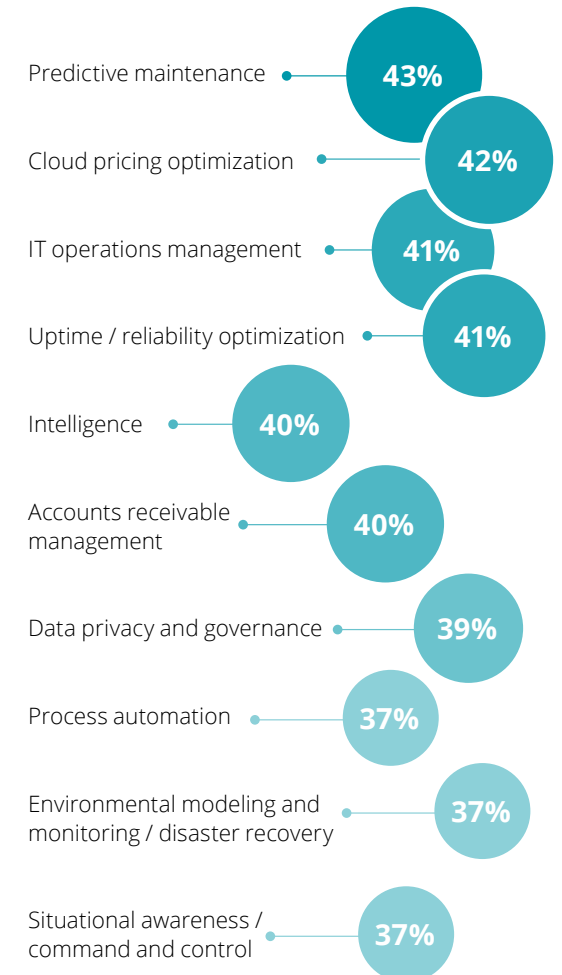 Predictive maintenance
43%
Cloud pricing optimization
42%
IT operations management
41%
Uptime / reliability optimization
41%
Intelligence
40%
Accounts receivable
management
40%
Data privacy and governance
39%
Process automation
37%
Environmental modeling and
monitoring / disaster recovery
37%
Situational awareness /
command and control
37%